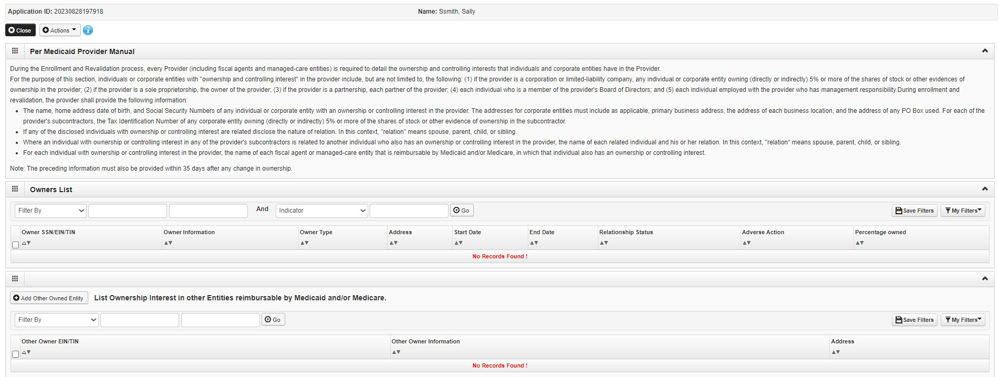 Application ID: 20230828197918 Name: Ssmith, Sally
Close Actions
Per Medicaid Provider Manual
During the Enrollment and Revalidation process, every Provider (including fiscal agents and managed-care entities) is required to detail the ownership and controlling interests that individuals and corporate entities have in the Provider.
For the purpose of this section, individuals or corporate entities with "ownership and controlling interest" in the provider include, but are not limited to, the following: (1) if the provider is a corporation or limited-liability company, any individual or corporate entity owning (directly or indirectly) 5% or more of the shares of stock or other evidences of
ownership in the provider; (2) if the provider is a sole proprietorship, the owner of the provider; (3) if the provider is a partnership, each partner of the provider; (4) each individual who is a member of the provider's Board of Directors; and (5) each individual employed with the provider who has management responsibility.During enrollment and
revalidation, the provider shall provide the following information:
• The name, home address date of birth, and Social Security Numbers of any individual or corporate entity with an ownership or controlling interest in the provider. The addresses for corporate entities must include as applicable, primary business address, the address of each business location, and the address of any PO Box used. For each of the
provider's subcontractors, the Tax Identification Number of any corporate entity owning (directly or indirectly) 5% or more of the shares of stock or other evidence of ownership in the subcontractor.
• If any of the disclosed individuals with ownership or controlling interest are related disclose the nature of relation. In this context, "relation" means spouse, parent, child, or sibling.
• Where an individual with ownership or controlling interest in any of the provider's subcontractors is related to another individual who also has an ownership or controlling interest in the provider, the name of each related individual and his or her relation. In this context, "relation" means spouse, parent, child, or sibling.
• For each individual with ownership or controlling interest in the provider, the name of each fiscal agent or managed-care entity that is reimbursable by Medicaid and/or Medicare, in which that individual also has an ownership or controlling interest.
Note: The preceding information must also be provided within 35 days after any change in ownership.
Owners List
Filter By And Indicator Go Save Filters My Filters
Owner SSN/EIN/TIN Owner Information Owner Type Address Start Date End Date Relationship Status Adverse Action Percentage owned
No Records Found !
Add Other Owned Entity List Ownership Interest in other Entities reimbursable by Medicaid and/or Medicare.
Filter By Go Save Filters My Filters
Other Owner EIN/TIN Other Owner Information Address
No Records Found !